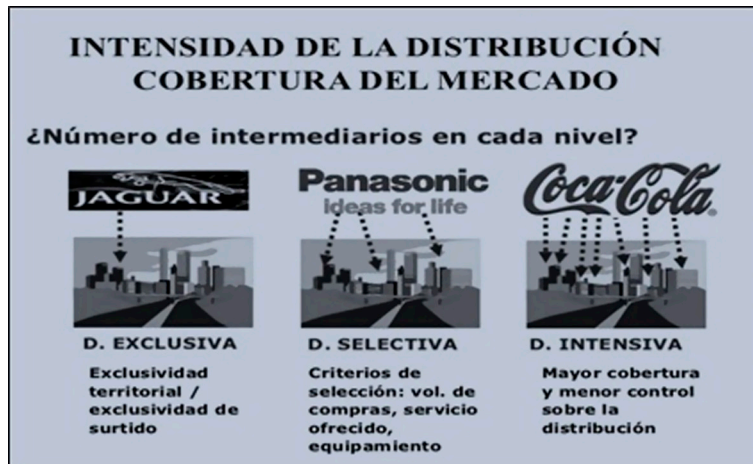 INTENSIDAD DE LA DISTRIBUCIÓN
COBERTURA DEL MERCADO
¿Número de intermediarios en cada nivel?
JAGUAR
Panasonic
ideas for life
Coca-Cola®
D. EXCLUSIVA
Exclusividad
territorial /
exclusividad de
surtido
D. SELECTIVA
Criterios de
selección: vol. de
compras, servicio
ofrecido,
equipamiento
D. INTENSIVA
Mayor cobertura
y menor control
sobre la
distribución